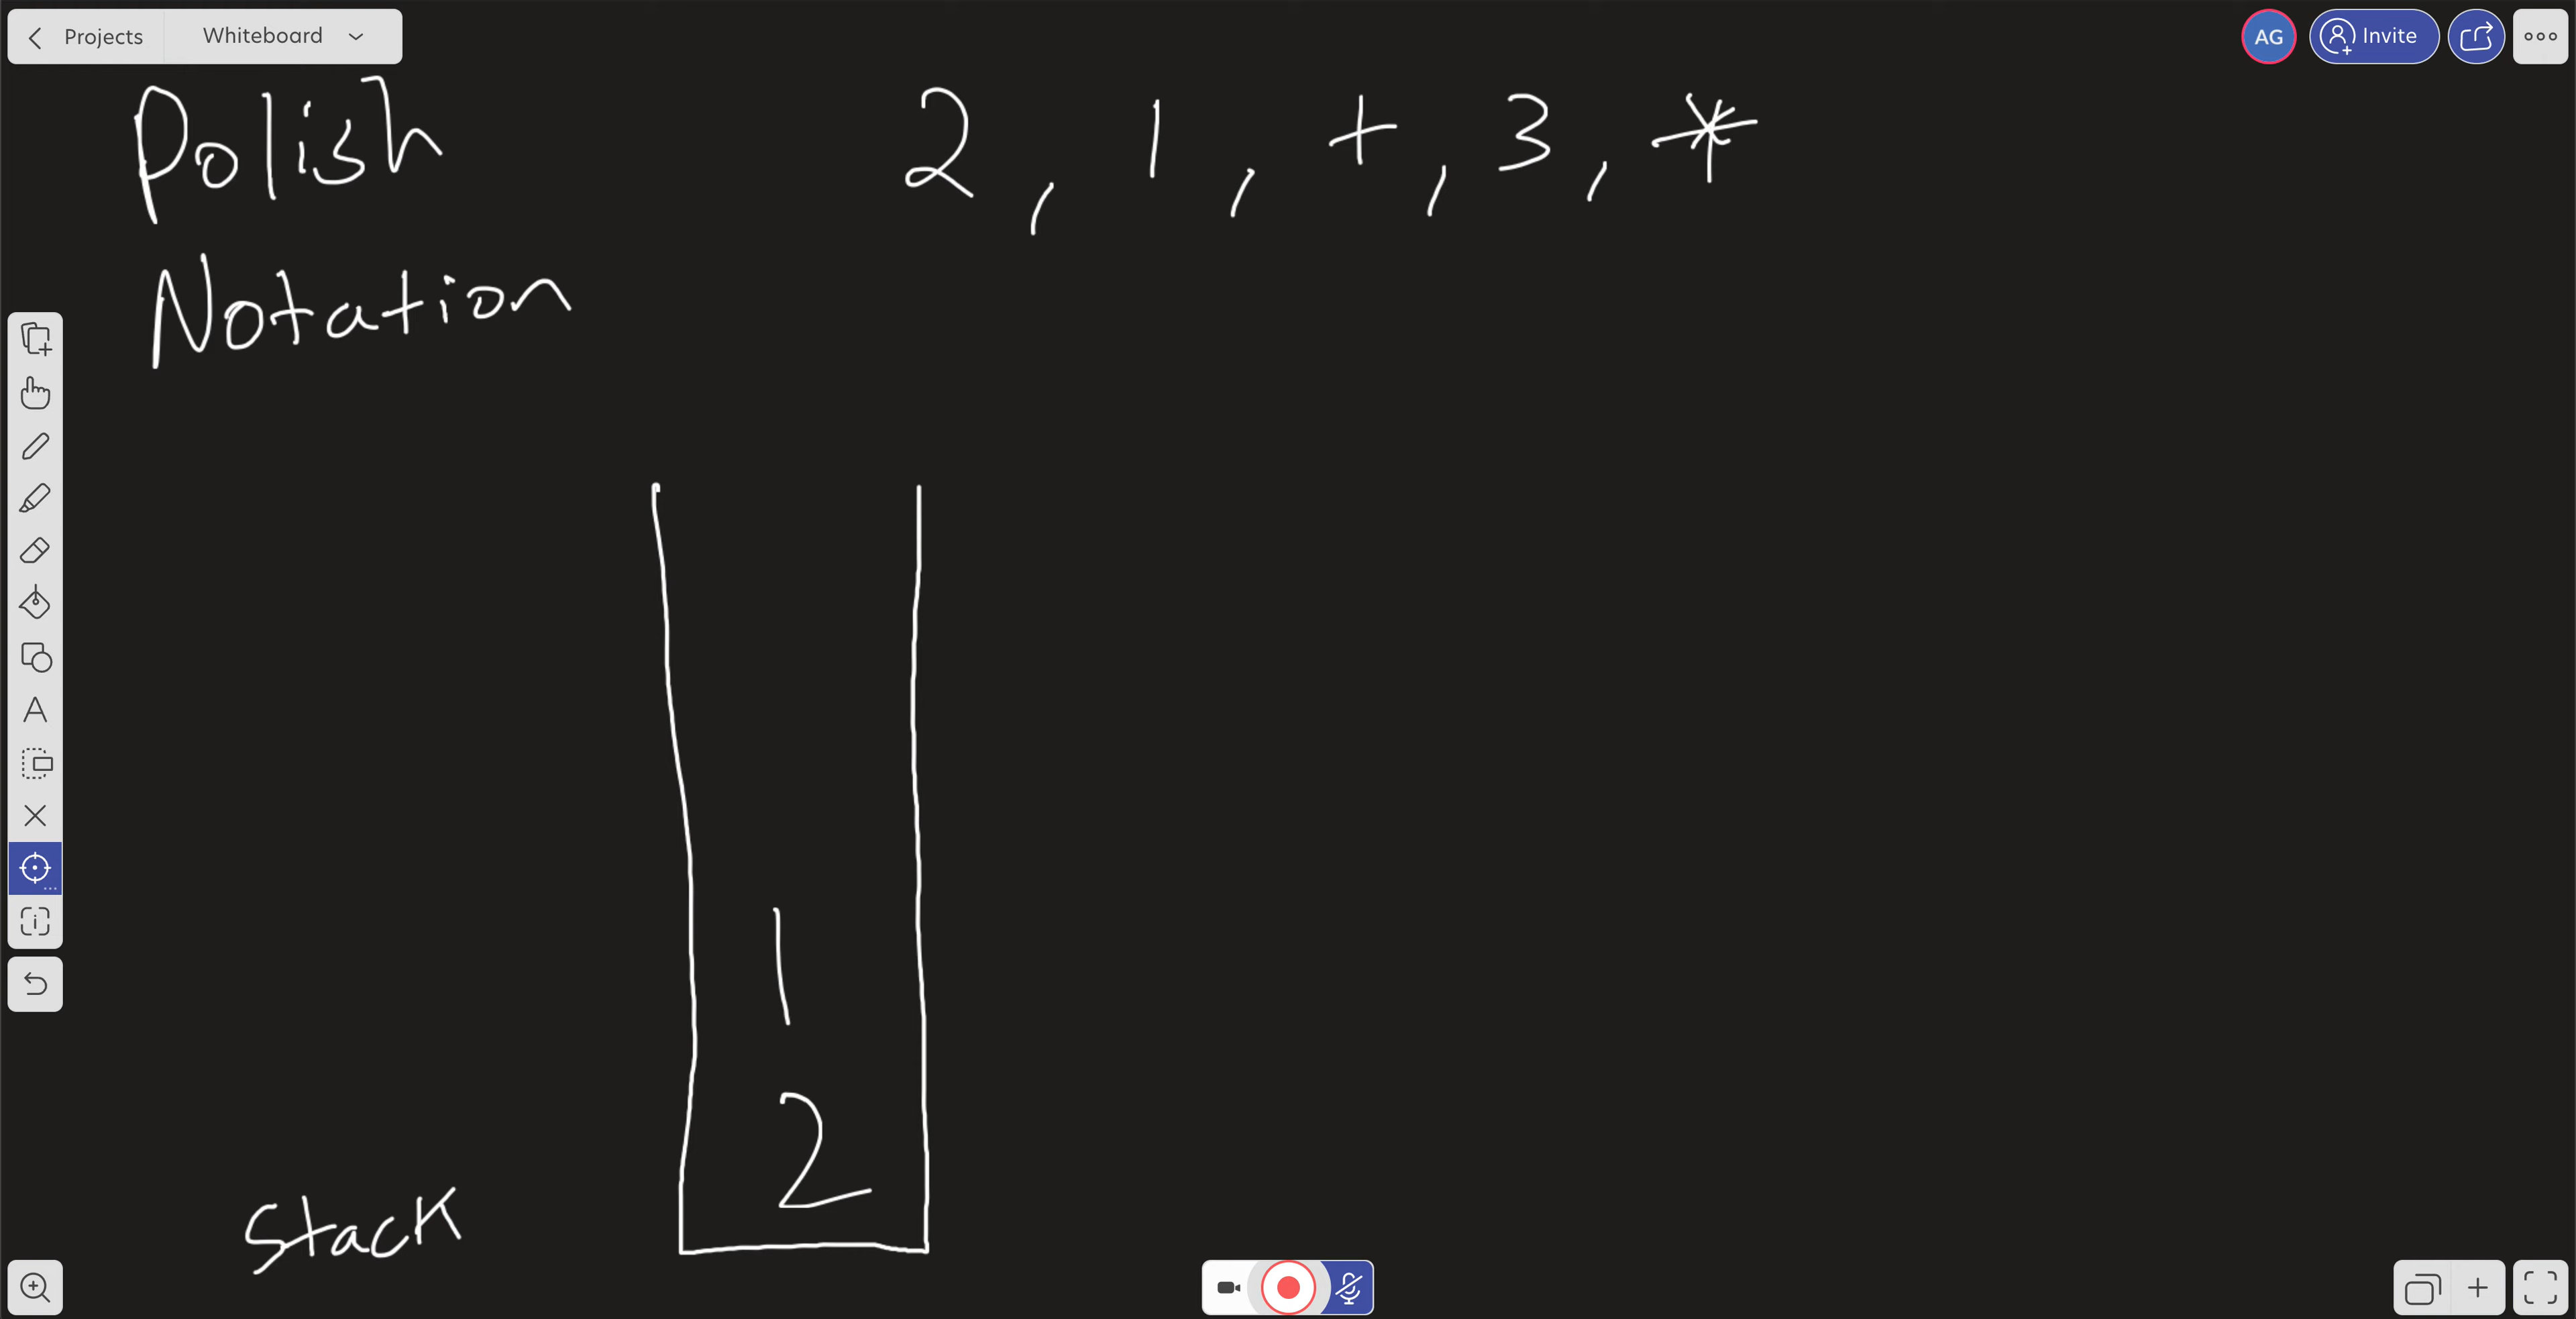 Projects Whiteboard
AG Invite
Polish 2, 1, +, 3, *
Notation
1
2
Stack